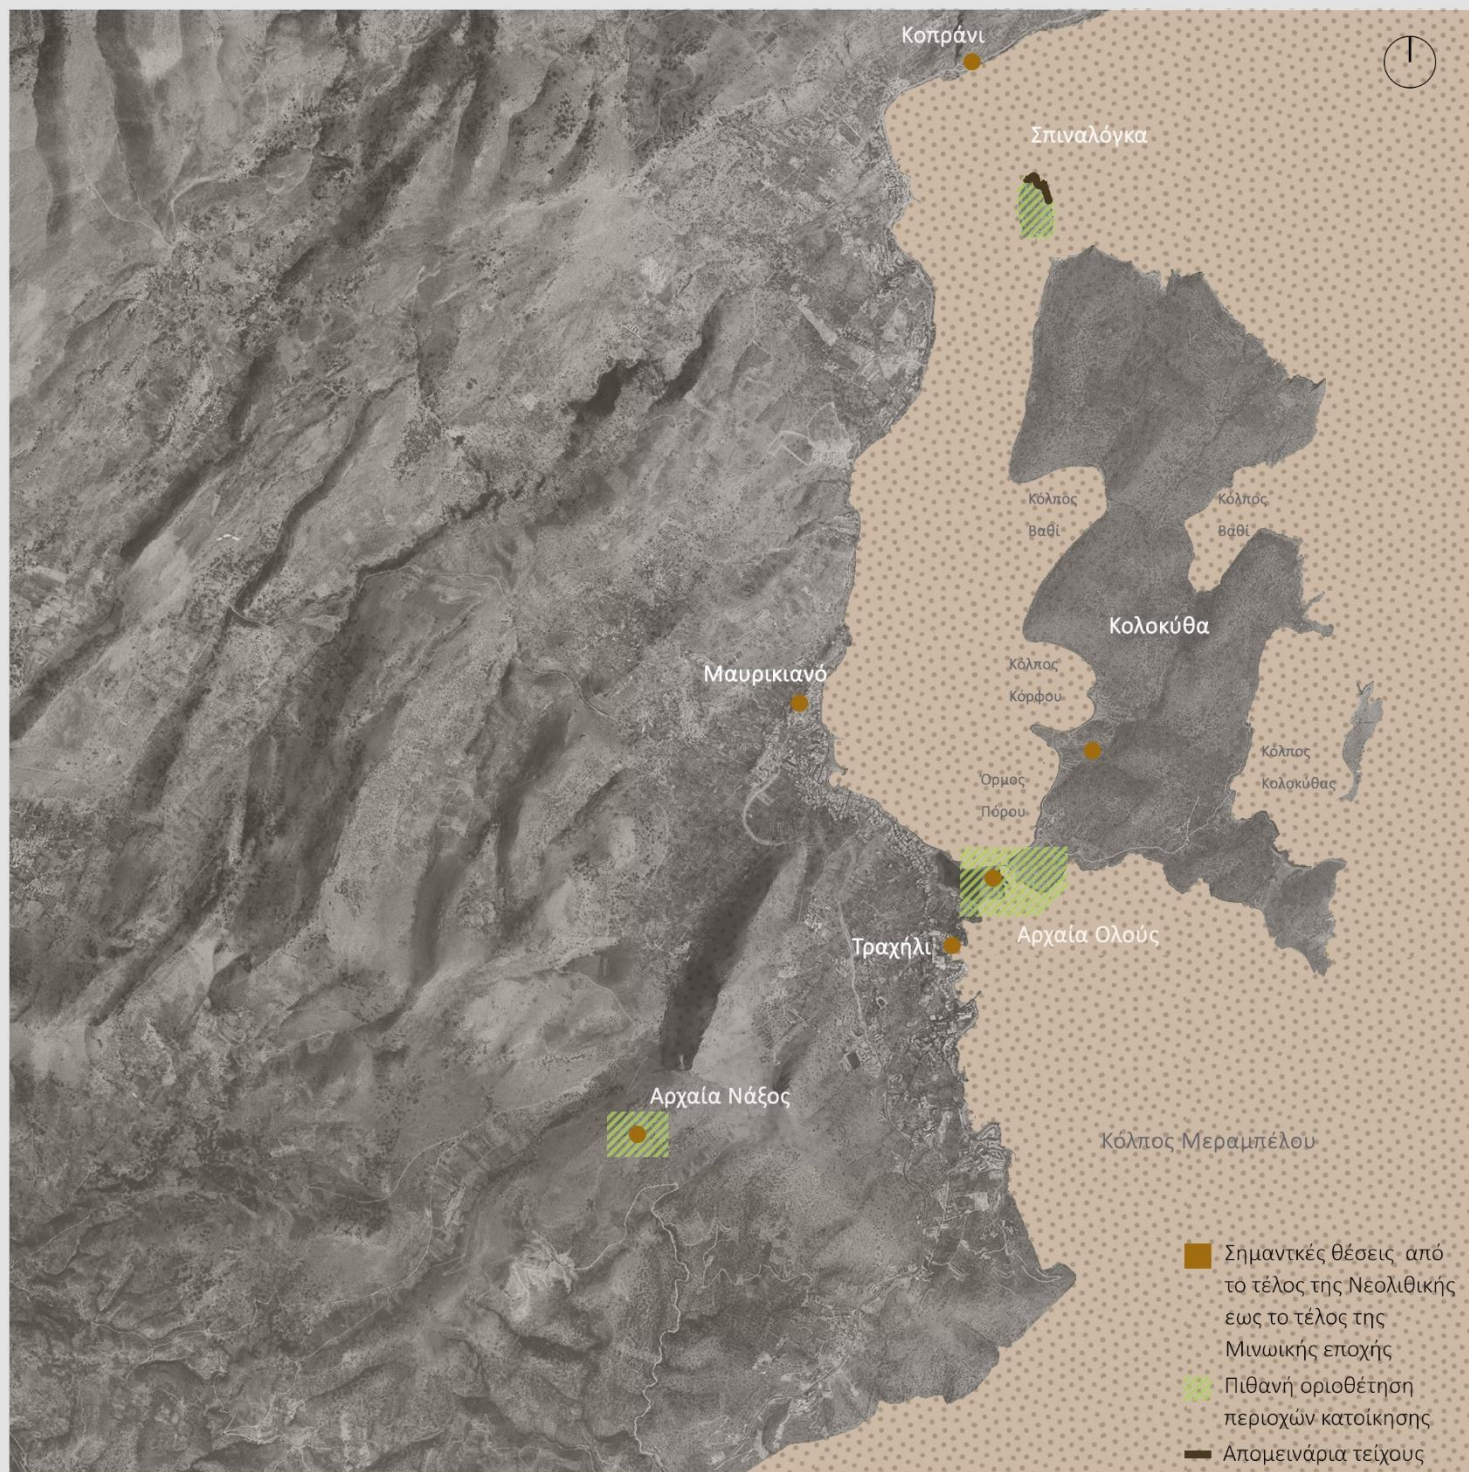 Κοπράνι
Σπιναλόγκα
Κόλπος
Βαθί
Κόλπος
Βαθί
Κολοκύθα
Κόλπος
Κόρφου
Μαυρικιανό
Κόλπος
Κολοκύθας
Όρμος
Πόρου
Αρχαία Ολούς
Τραχήλι
Αρχαία Νάξος
Κόλπος Μεραμπέλου
Σημαντκές θέσεις από
το τέλος της Νεολιθικής
εως το τέλος της
Μινωικής εποχής
Πιθανή οριοθέτηση
περιοχών κατοίκησης
Απομεινάρια τείχους